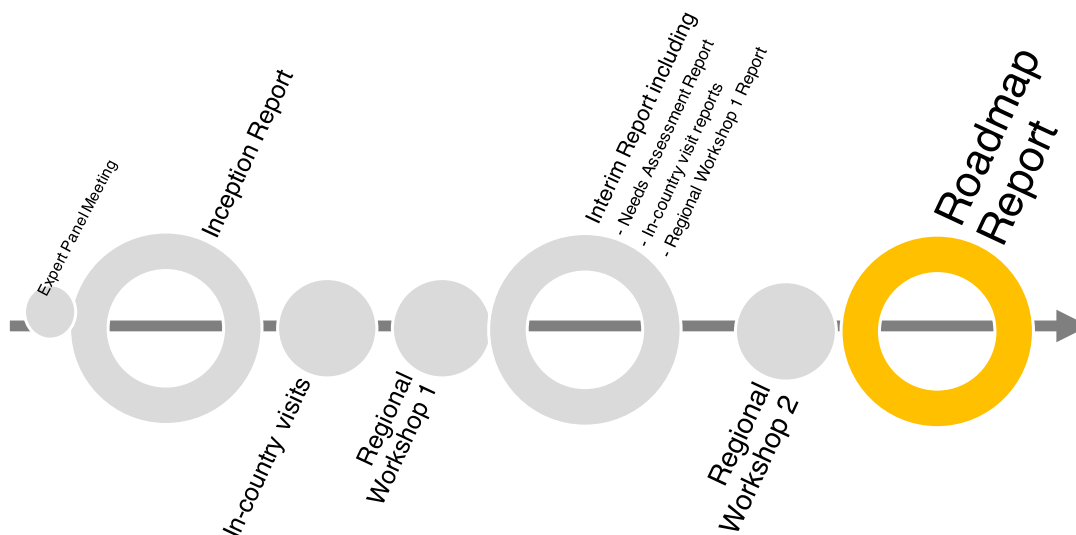 Expert Panel Meeting
Inception Report
In-country visits
Regional
Workshop 1
Interim Report including
- Needs Assessment Report
- In-country visit reports
- Regional Workshop 1 Report
Regional
Workshop 2
Roadmap
Report